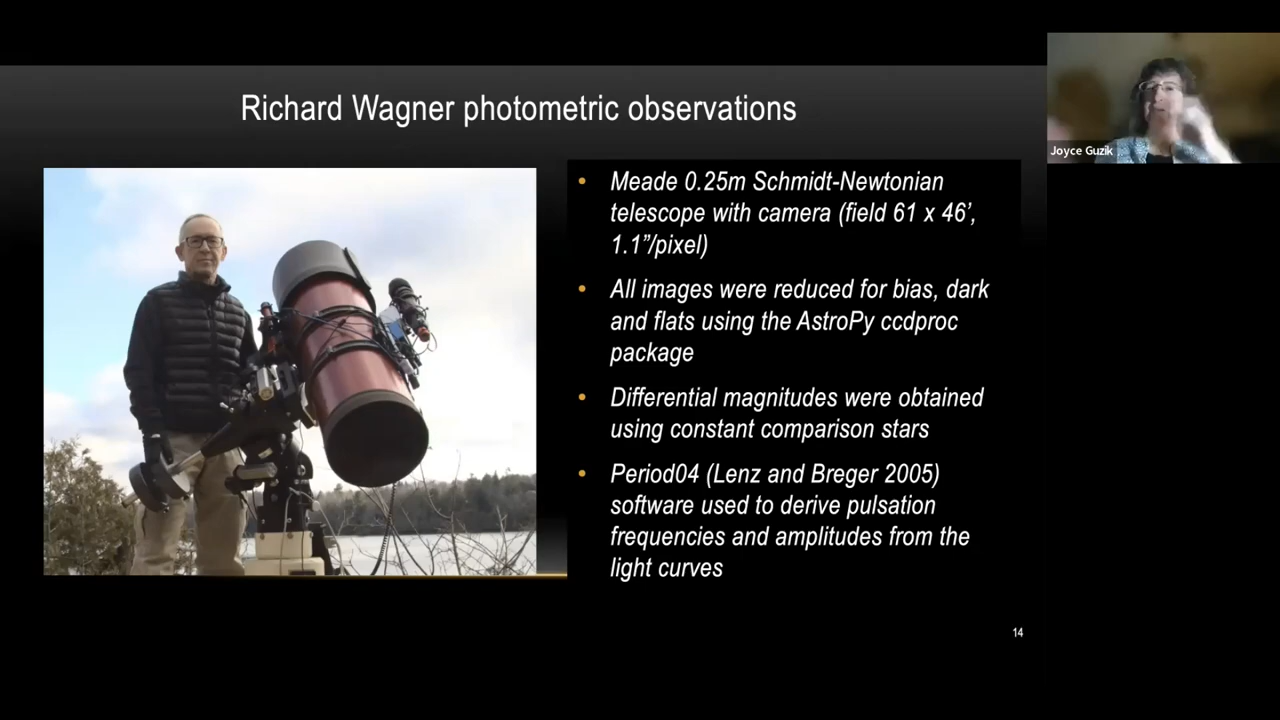 Richard Wagner photometric observations
Joyce Guzik
• Meade 0.25m Schmidt-Newtonian
telescope with camera (field 61 x 46’,
1.1”/pixel)
• All images were reduced for bias, dark
and flats using the AstroPy ccdproc
package
• Differential magnitudes were obtained
using constant comparison stars
• Period04 (Lenz and Breger 2005)
software used to derive pulsation
frequencies and amplitudes from the
light curves
14